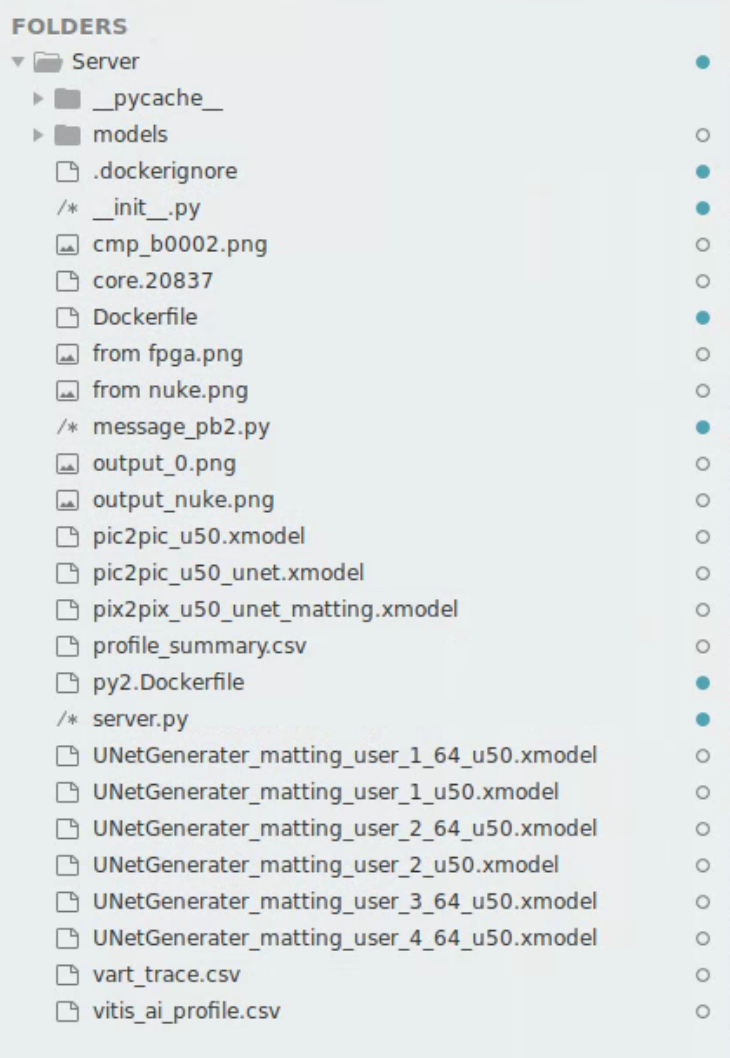 FOLDERS
Server
__pycache__
models
.dockerignore
/* __init__.py
cmp_b0002.png
core.20837
Dockerfile
from fpga.png
from nuke.png
/* message_pb2.py
output_0.png
output_nuke.png
pic2pic_u50.xmodel
pic2pic_u50_unet.xmodel
pix2pix_u50_unet_matting.xmodel
profile_summary.csv
py2.Dockerfile
/* server.py
UNetGenerater_matting_user_1_64_u50.xmodel
UNetGenerater_matting_user_1_u50.xmodel
UNetGenerater_matting_user_2_64_u50.xmodel
UNetGenerater_matting_user_2_u50.xmodel
UNetGenerater_matting_user_3_64_u50.xmodel
UNetGenerater_matting_user_4_64_u50.xmodel
vart_trace.csv
vitis_ai_profile.csv